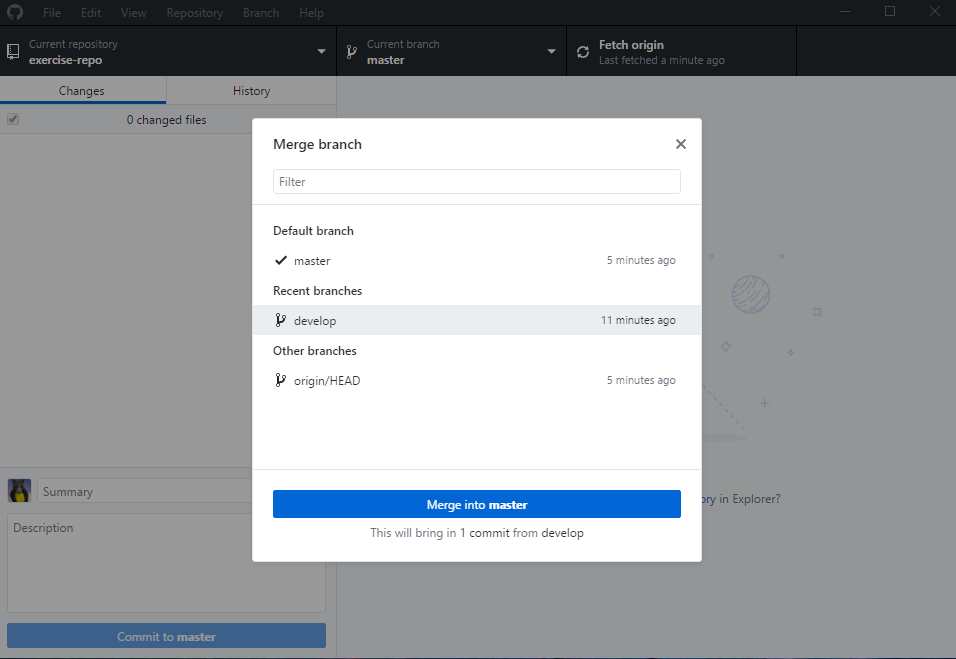 File Edit View Repository Branch Help
Current repository
exercise-repo
Current branch
master
Fetch origin
Last fetched a minute ago
Changes
History
0 changed files
Merge branch
Filter
Default branch
master 5 minutes ago
Recent branches
develop 11 minutes ago
Other branches
origin/HEAD 5 minutes ago
Merge into master
This will bring in 1 commit from develop
in Explorer?
Summary
Description
Commit to master